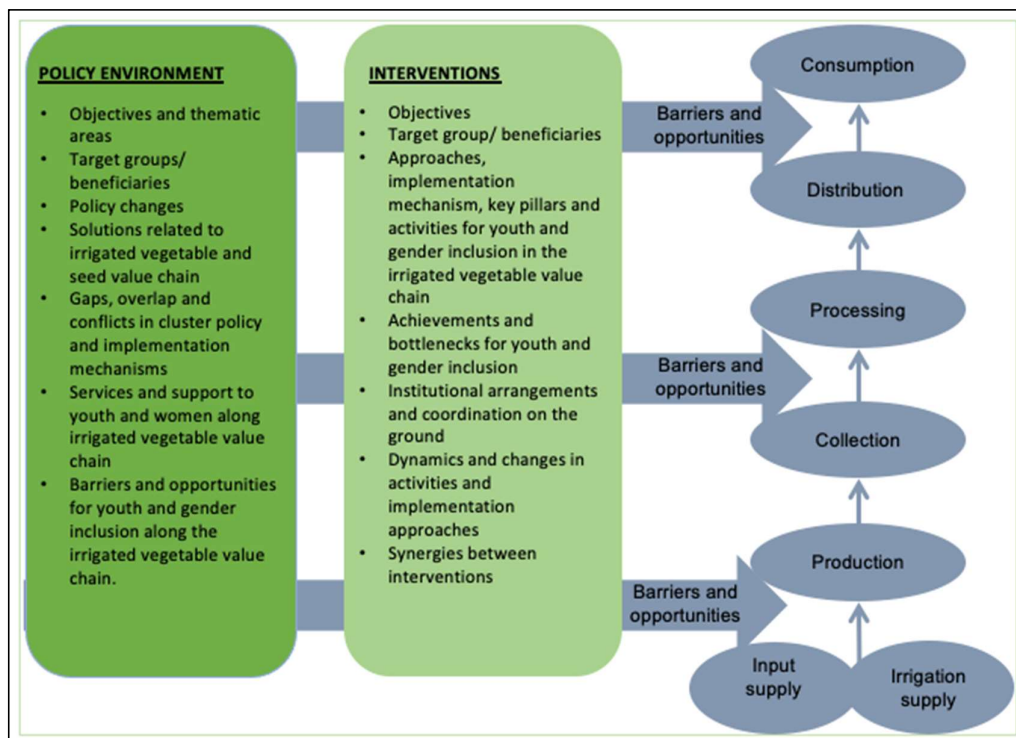 POLICY ENVIRONMENT
• Objectives and thematic
areas
• Target groups/
beneficiaries
• Policy changes
• Solutions related to
irrigated vegetable and
seed value chain
• Gaps, overlap and
conflicts in cluster policy
and implementation
mechanisms
• Services and support to
youth and women along
irrigated vegetable value
chain
• Barriers and opportunities
for youth and gender
inclusion along the
irrigated vegetable value
chain.
INTERVENTIONS
• Objectives
• Target group/ beneficiaries
• Approaches,
implementation
mechanism, key pillars and
activities for youth and
gender inclusion in the
irrigated vegetable value
chain
• Achievements and
bottlenecks for youth and
gender inclusion
• Institutional arrangements
and coordination on the
ground
• Dynamics and changes in
activities and
implementation
approaches
• Synergies between
interventions
Barriers and
opportunities
Barriers and
opportunities
Barriers and
opportunities
Consumption
Distribution
Processing
Collection
Production
Input
supply
Irrigation
supply